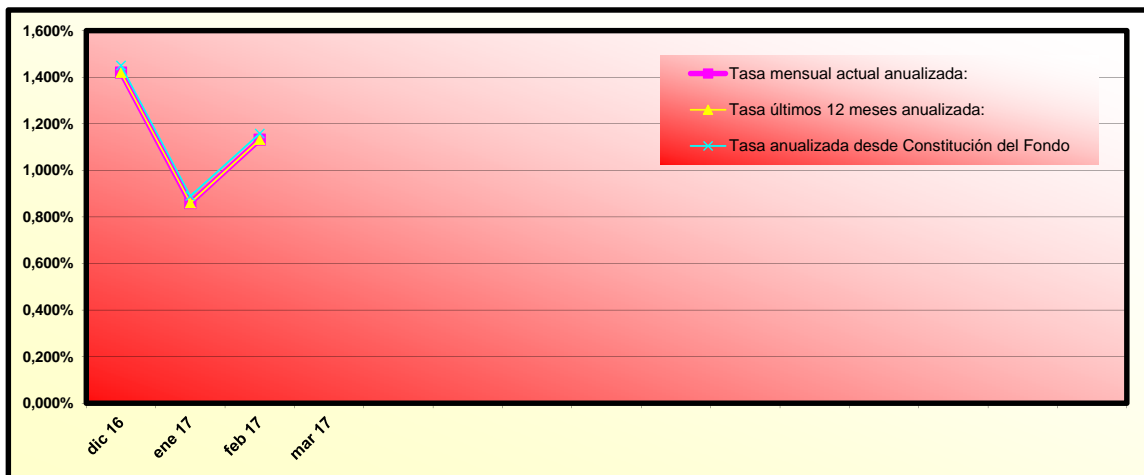 1,600%
1,400%
1,200%
1,000%
0,800%
0,600%
0,400%
0,200%
0,000%
Tasa mensual actual anualizada:
Tasa últimos 12 meses anualizada:
Tasa anualizada desde Constitución del Fondo
dic 16
ene 17
feb 17
mar 17